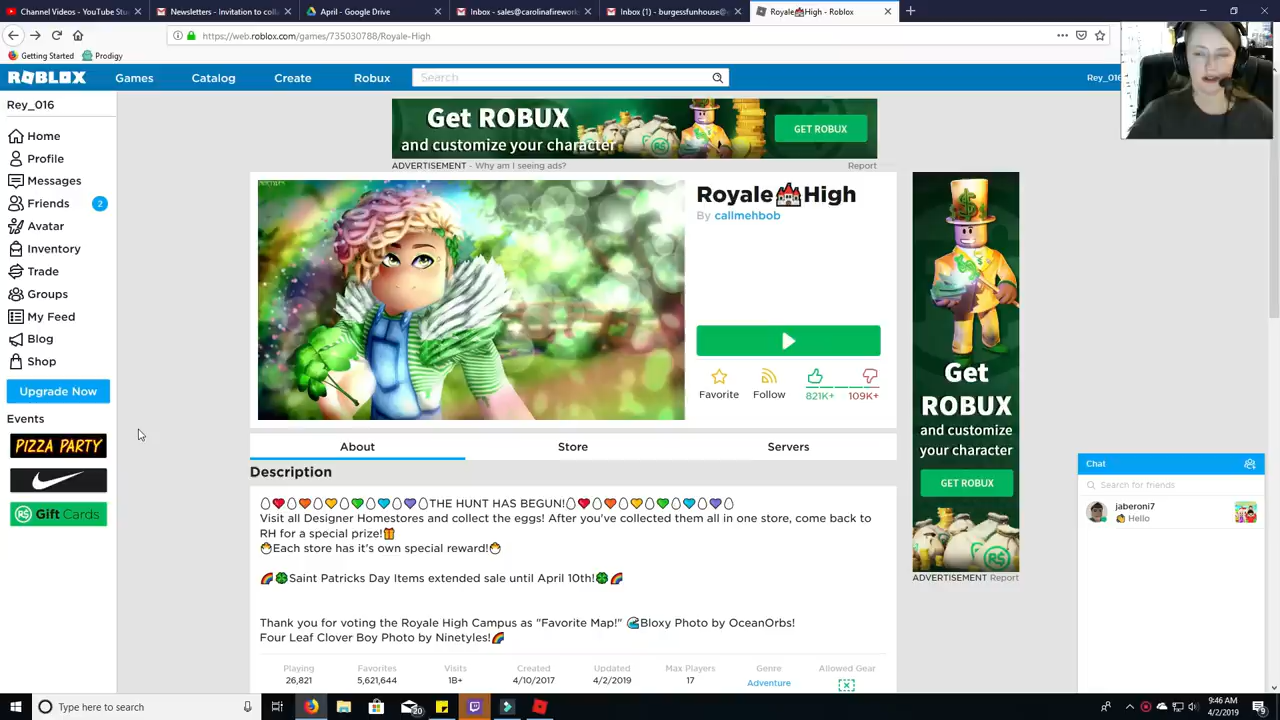 Channel Videos - YouTube
Newsletters - Invitation to coll
April - Google Drive
Inbox - sales@carolinafirework
Inbox (1) - burgessfunhouse@
Royale🏰High - Roblox
https://web.roblox.com/games/735030788/Royale-High
Getting Started
Prodigy
ROBLOX
Games
Catalog
Create
Robux
Search
Rey_01
Rey_016
Home
Profile
Messages
Friends
2
Avatar
Inventory
Trade
Groups
My Feed
Blog
Shop
Upgrade Now
Events
PIZZA PARTY
Gift Cards
Get ROBUX
and customize your character
GET ROBUX
ADVERTISEMENT - Why am I seeing ads?
Report
Royale🏰High
By callmehbob
Favorite
Follow
821K+
109K+
About
Store
Servers
Description
🥚❤️🥚🧡🥚💛🥚💚🥚💙🥚💜🥚THE HUNT HAS BEGUN!🥚❤️🥚🧡🥚💛🥚💚🥚💙🥚💜🥚
Visit all Designer Homestores and collect the eggs! After you've collected them all in one store, come back to
RH for a special prize!🎁
🐣Each store has it's own special reward!🐣
🌈🍀Saint Patricks Day Items extended sale until April 10th!🍀🌈
Thank you for voting the Royale High Campus as "Favorite Map!" 🌊Bloxy Photo by OceanOrbs!
Four Leaf Clover Boy Photo by Ninetyles!🌈
Playing
Favorites
Visits
Created
Updated
Max Players
Genre
Allowed Gear
26,821
5,621,644
1B+
4/10/2017
4/2/2019
17
Adventure
Get
ROBUX
and customize
your character
GET ROBUX
ADVERTISEMENT Report
Chat
Search for friends
jaberoni7
Hello
Type here to search
20
9:46 AM
4/2/2019
9